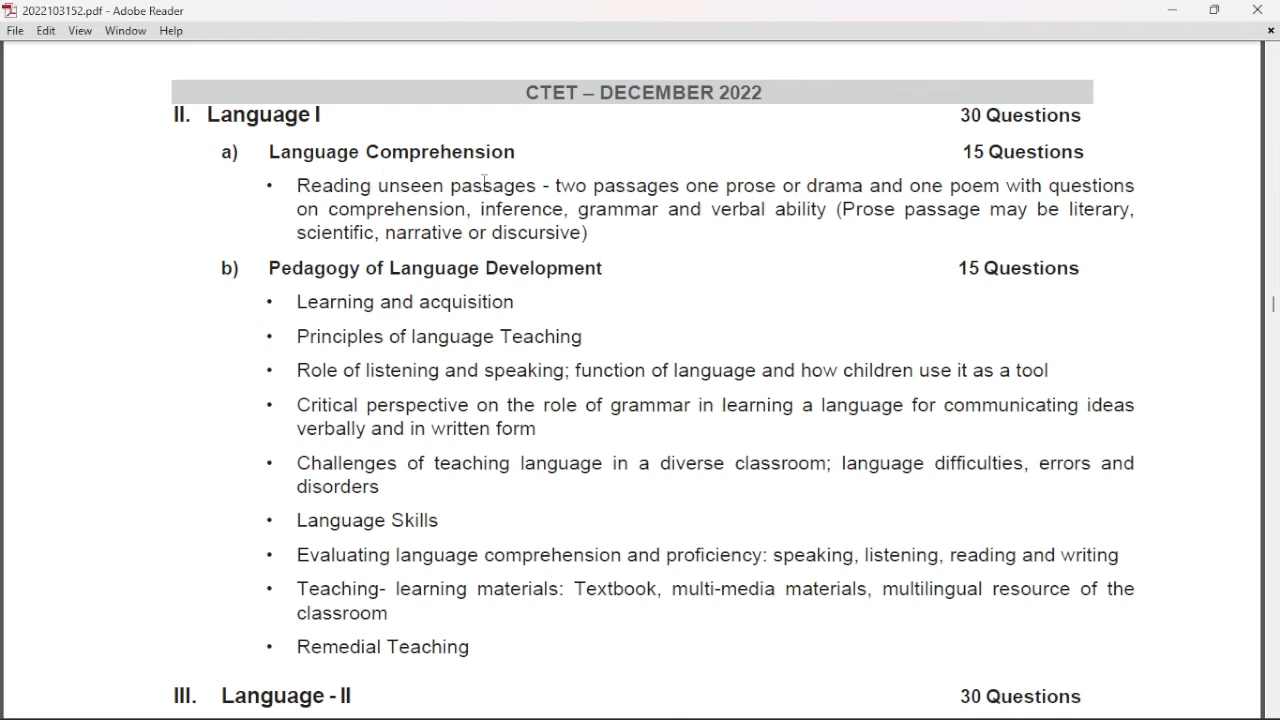 2022103152.pdf - Adobe Reader
File Edit View Window Help
CTET – DECEMBER 2022
II. Language I 30 Questions
a) Language Comprehension 15 Questions
• Reading unseen passages - two passages one prose or drama and one poem with questions
on comprehension, inference, grammar and verbal ability (Prose passage may be literary,
scientific, narrative or discursive)
b) Pedagogy of Language Development 15 Questions
• Learning and acquisition
• Principles of language Teaching
• Role of listening and speaking; function of language and how children use it as a tool
• Critical perspective on the role of grammar in learning a language for communicating ideas
verbally and in written form
• Challenges of teaching language in a diverse classroom; language difficulties, errors and
disorders
• Language Skills
• Evaluating language comprehension and proficiency: speaking, listening, reading and writing
• Teaching- learning materials: Textbook, multi-media materials, multilingual resource of the
classroom
• Remedial Teaching
III. Language - II 30 Questions